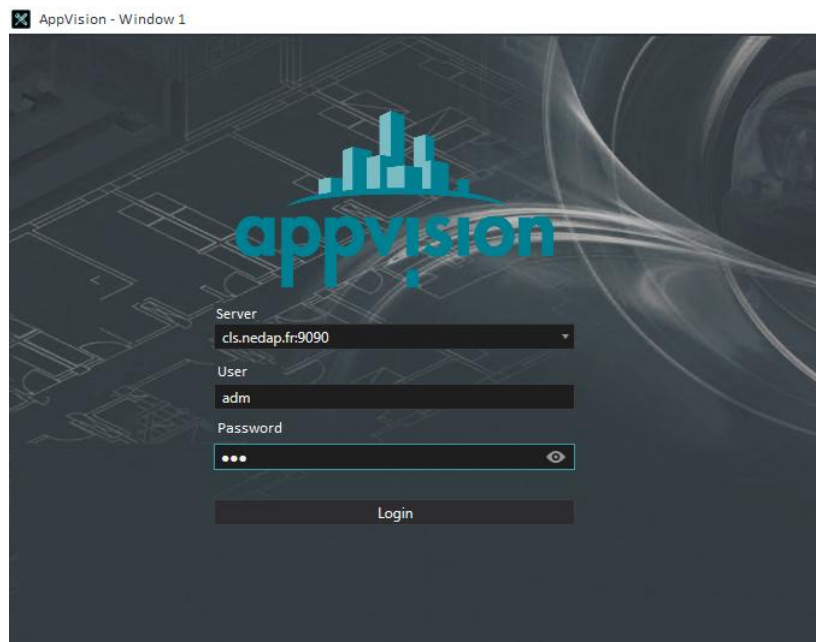 AppVision - Window 1
appvision
Server
cls.nedap.fr:9090
User
adm
Password
•••
Login